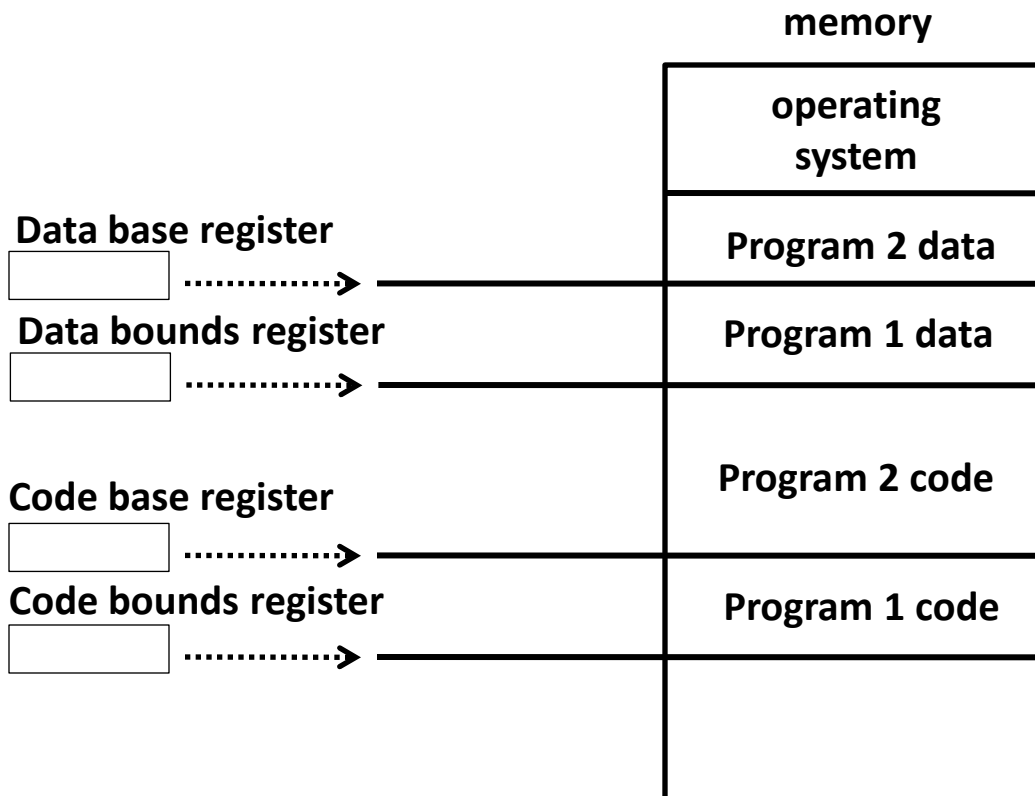 memory
operating
system
Data base register
Program 2 data
Data bounds register
Program 1 data
Program 2 code
Code base register
Code bounds register
Program 1 code